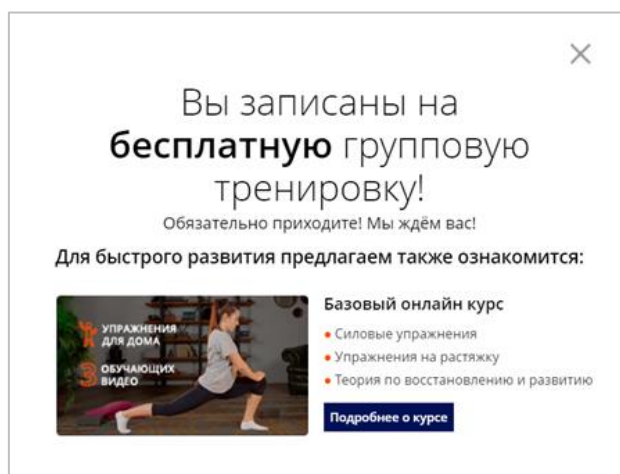 Вы записаны на
бесплатную групповую
тренировку!
Обязательно приходите! Мы ждём вас!
Для быстрого развития предлагаем также ознакомится:
УПРАЖНЕНИЯ
ДЛЯ ДОМА
3 ОБУЧАЮЩИХ
ВИДЕО
Базовый онлайн курс
• Силовые упражнения
• Упражнения на растяжку
• Теория по восстановлению и развитию
Подробнее о курсе